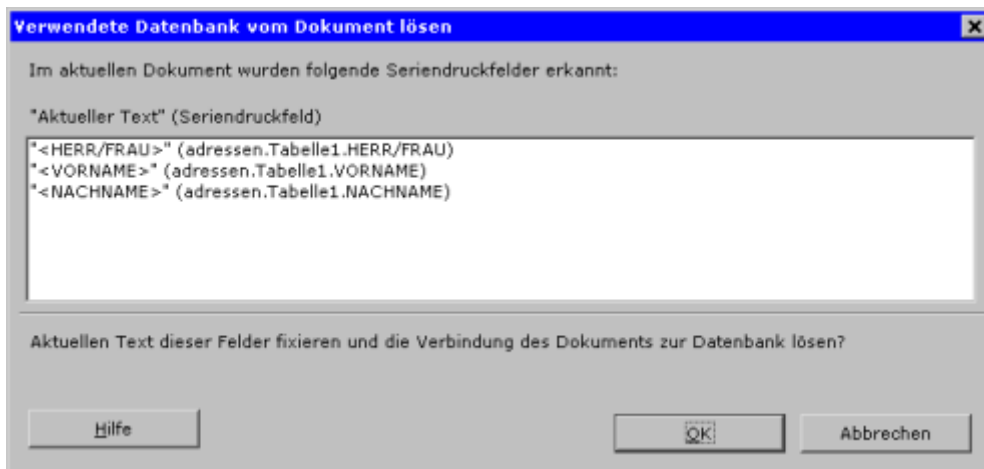 Verwendete Datenbank vom Dokument lösen
Im aktuellen Dokument wurden folgende Seriendruckfelder erkannt:
"Aktueller Text" (Seriendruckfeld)
"<HERR/FRAU>" (adressen.Tabelle1.HERR/FRAU)
"<VORNAME>" (adressen.Tabelle1.VORNAME)
"<NACHNAME>" (adressen.Tabelle1.NACHNAME)
Aktuellen Text dieser Felder fixieren und die Verbindung des Dokuments zur Datenbank lösen?
Hilfe
OK
Abbrechen